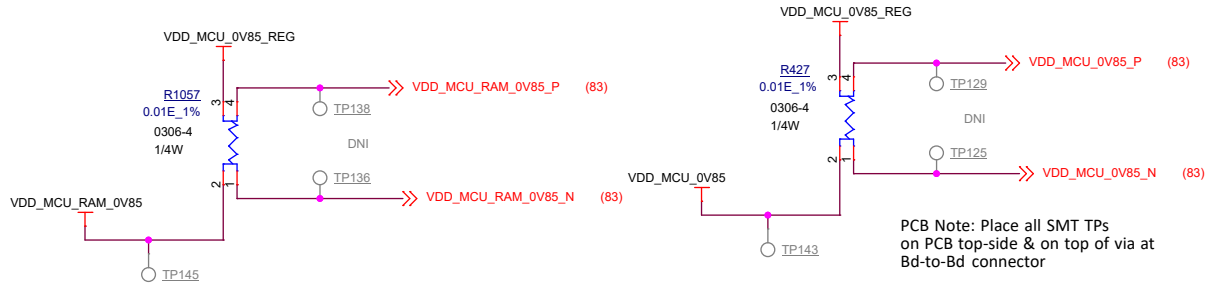 VDD_MCU_0V85_REG
R1057
0.01E_1%
0306-4
1/4W
3
4
2
1
VDD_MCU_RAM_0V85_P (83)
TP138
DNI
TP136
VDD_MCU_RAM_0V85_N (83)
VDD_MCU_RAM_0V85
TP145
VDD_MCU_0V85_REG
R427
0.01E_1%
0306-4
1/4W
3
4
2
1
VDD_MCU_0V85_P (83)
TP129
DNI
TP125
VDD_MCU_0V85_N (83)
VDD_MCU_0V85
TP143
PCB Note: Place all SMT TPs
on PCB top-side & on top of via at
Bd-to-Bd connector